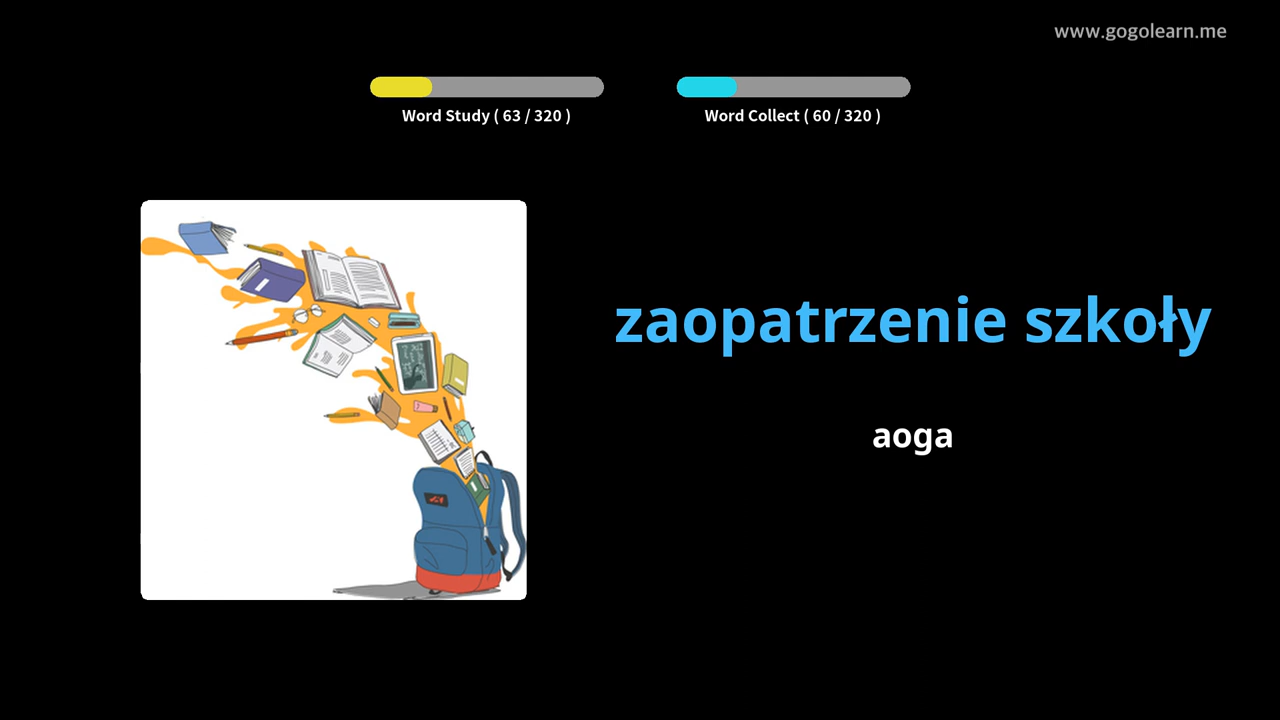 www.gogolearn.me
Word Study ( 63 / 320 )
Word Collect ( 60 / 320 )
zaopatrzenie szkoły
aoga